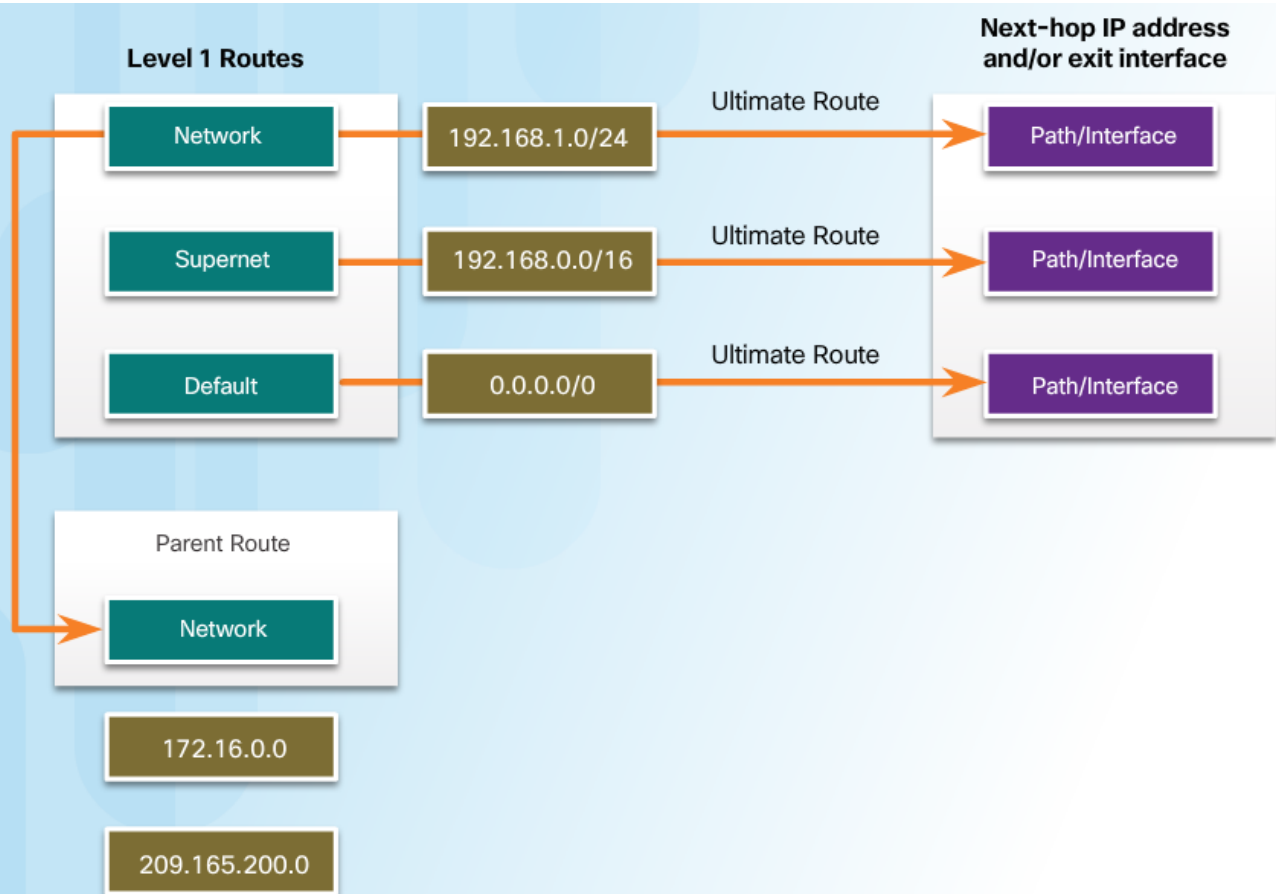 Level 1 Routes
Next-hop IP address
and/or exit interface
Network
192.168.1.0/24
Ultimate Route
Path/Interface
Supernet
192.168.0.0/16
Ultimate Route
Path/Interface
Default
0.0.0.0/0
Ultimate Route
Path/Interface
Parent Route
Network
172.16.0.0
209.165.200.0